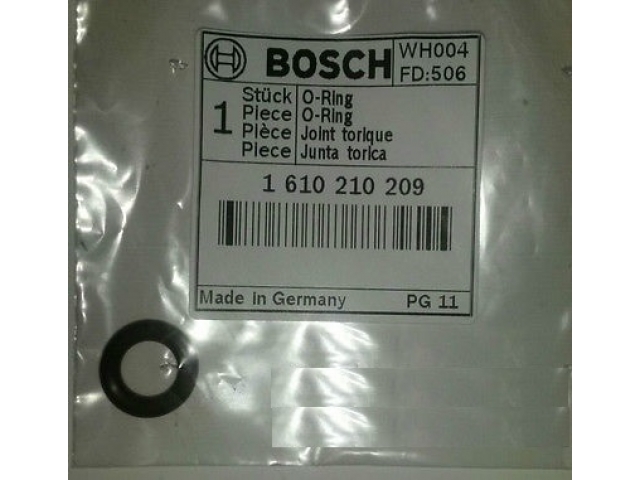 BOSCH
WH004
FD:506
1
Stück O-Ring
Piece O-Ring
Pièce Joint torique
Piece Junta torica
1 610 210 209
Made in Germany PG 11